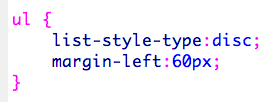 ul {
    list-style-type:disc;
    margin-left:60px;
}